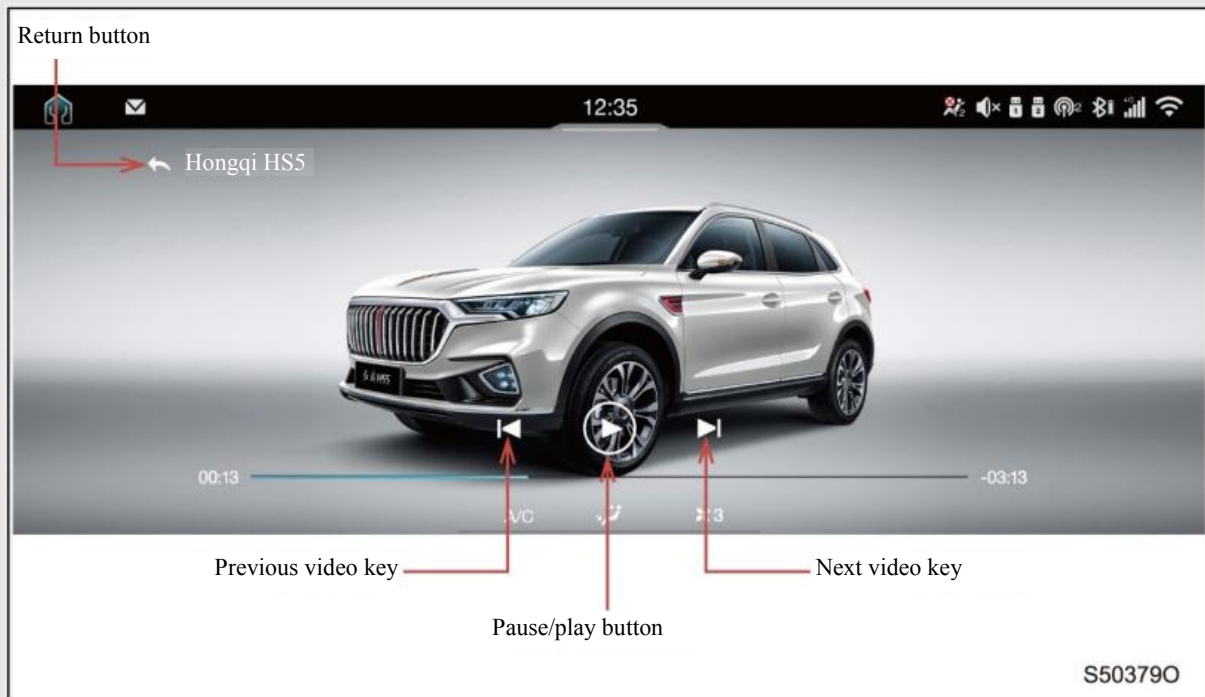 Return button
12:35
Hongqi HS5
00:13
-03:13
A/C
3
Previous video key
Next video key
Pause/play button
S50379O